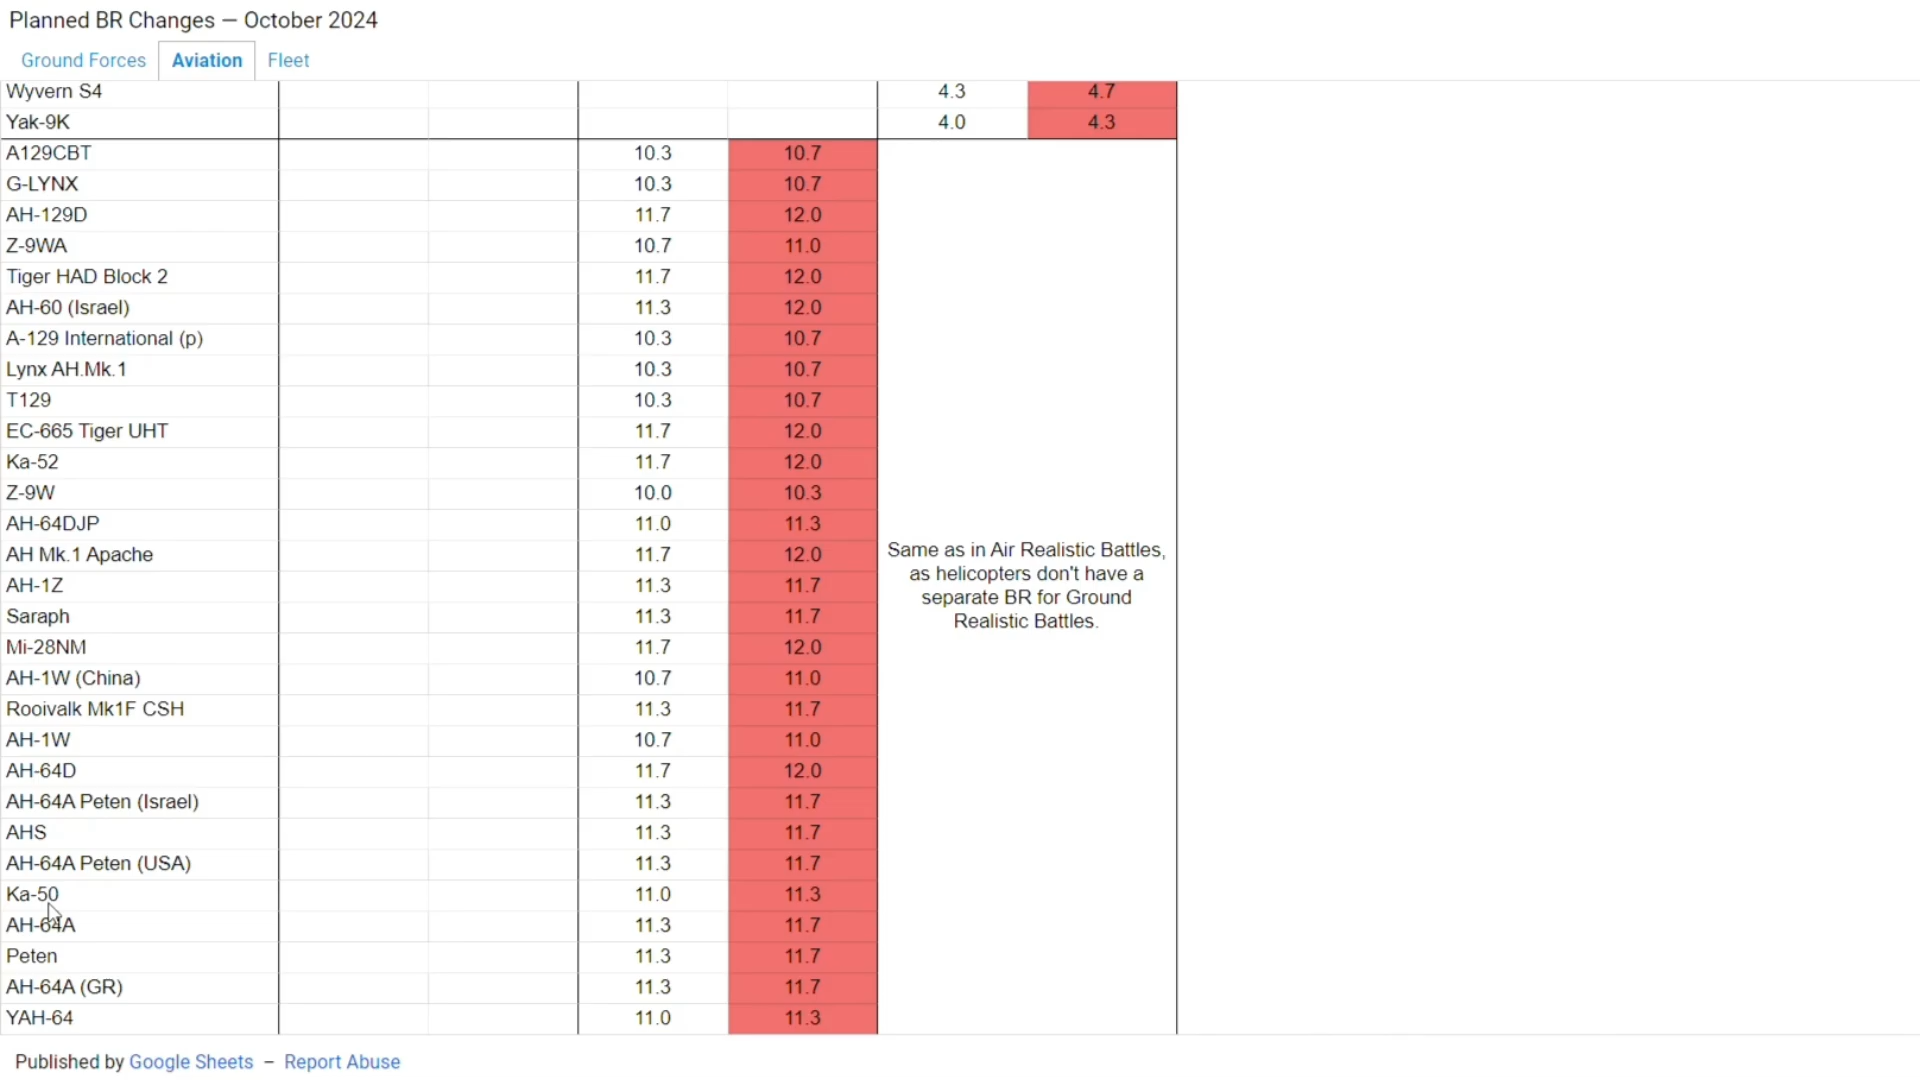 Planned BR Changes — October 2024
Ground Forces Aviation Fleet
Wyvern S4 4.3 4.7
Yak-9K 4.0 4.3
A129CBT 10.3 10.7
G-LYNX 10.3 10.7
AH-129D 11.7 12.0
Z-9WA 10.7 11.0
Tiger HAD Block 2 11.7 12.0
AH-60 (Israel) 11.3 12.0
A-129 International (p) 10.3 10.7
Lynx AH.Mk.1 10.3 10.7
T129 10.3 10.7
EC-665 Tiger UHT 11.7 12.0
Ka-52 11.7 12.0
Z-9W 10.0 10.3
AH-64DJP 11.0 11.3
AH Mk.1 Apache 11.7 12.0
AH-1Z 11.3 11.7
Saraph 11.3 11.7
Mi-28NM 11.7 12.0
AH-1W (China) 10.7 11.0
Rooivalk Mk1F CSH 11.3 11.7
AH-1W 10.7 11.0
AH-64D 11.7 12.0
AH-64A Peten (Israel) 11.3 11.7
AHS 11.3 11.7
AH-64A Peten (USA) 11.3 11.7
Ka-50 11.0 11.3
AH-64A 11.3 11.7
Peten 11.3 11.7
AH-64A (GR) 11.3 11.7
YAH-64 11.0 11.3
Same as in Air Realistic Battles,
as helicopters don't have a
separate BR for Ground
Realistic Battles.
Published by Google Sheets – Report Abuse